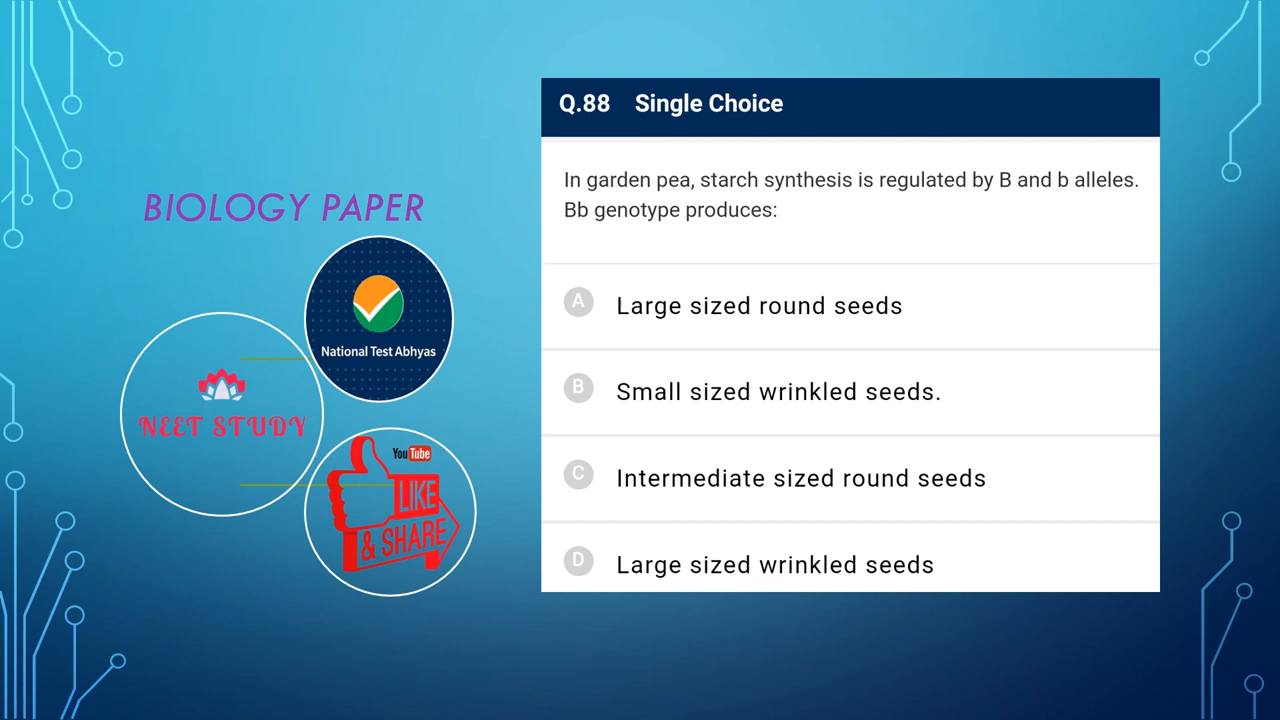 BIOLOGY PAPER
National Test Abhyas
NEET STUDY
YouTube
LIKE
& SHARE
Q.88 Single Choice
In garden pea, starch synthesis is regulated by B and b alleles.
Bb genotype produces:
A Large sized round seeds
B Small sized wrinkled seeds.
C Intermediate sized round seeds
D Large sized wrinkled seeds